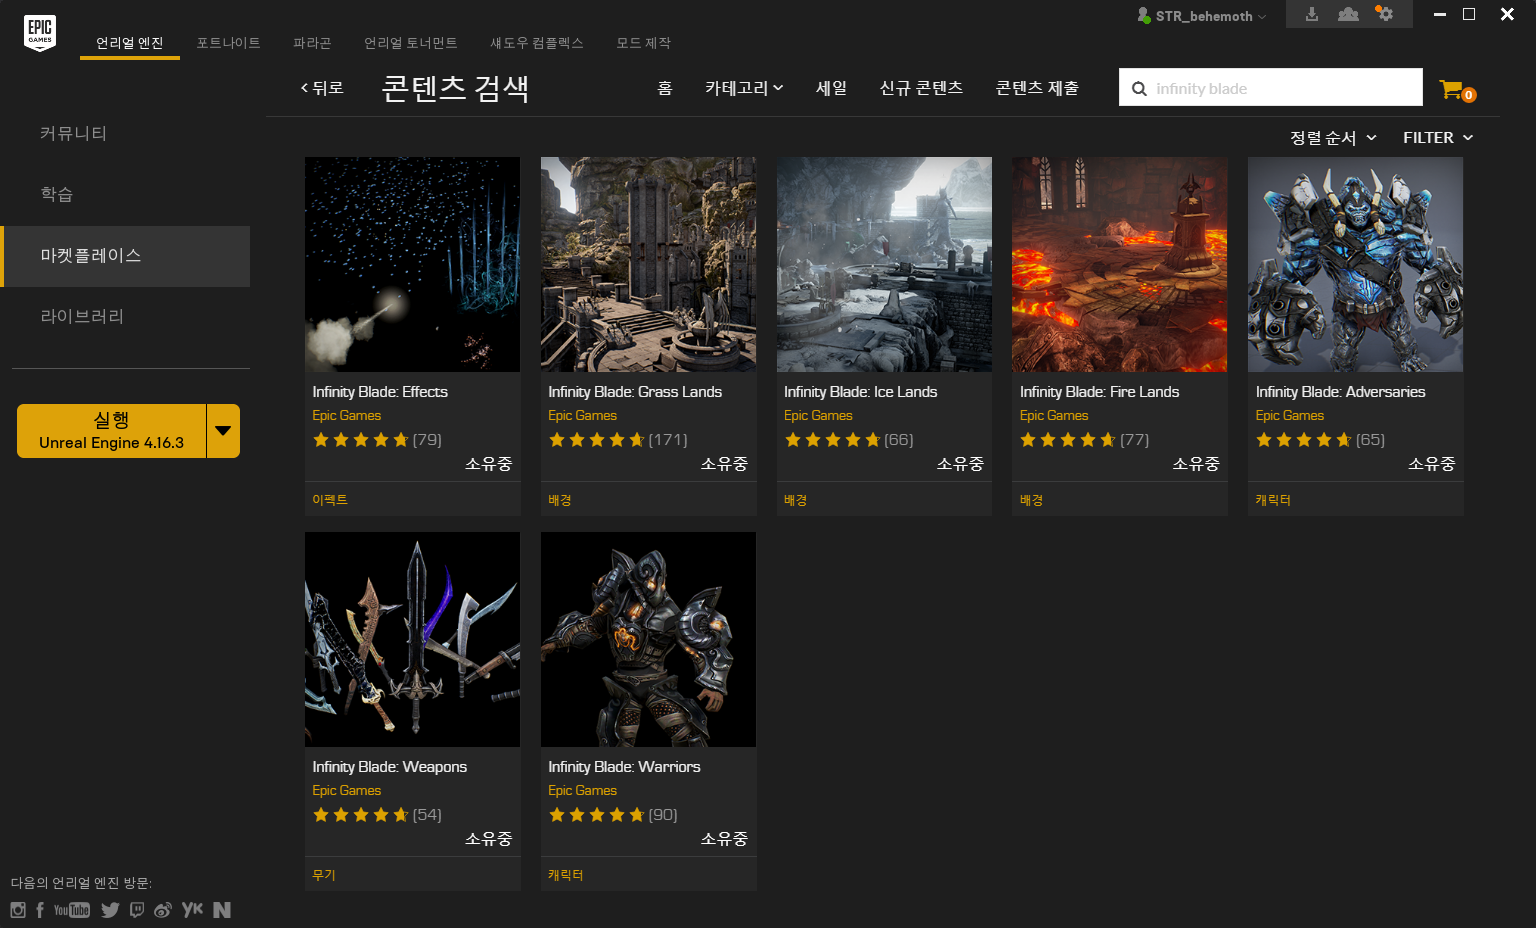 EPIC
GAMES
언리얼 엔진
포트나이트
파라곤
언리얼 토너먼트
섀도우 컴플렉스
모드 제작
STR_behemoth
뒤로
콘텐츠 검색
홈
카테고리
세일
신규 콘텐츠
콘텐츠 제출
infinity blade
0
정렬 순서
FILTER
커뮤니티
학습
마켓플레이스
라이브러리
실행
Unreal Engine 4.16.3
Infinity Blade: Effects
Epic Games
(79)
소유중
이펙트
Infinity Blade: Grass Lands
Epic Games
(171)
소유중
배경
Infinity Blade: Ice Lands
Epic Games
(66)
소유중
배경
Infinity Blade: Fire Lands
Epic Games
(77)
소유중
배경
Infinity Blade: Adversaries
Epic Games
(65)
소유중
캐릭터
Infinity Blade: Weapons
Epic Games
(54)
소유중
무기
Infinity Blade: Warriors
Epic Games
(90)
소유중
캐릭터
다음의 언리얼 엔진 방문:
YouTube